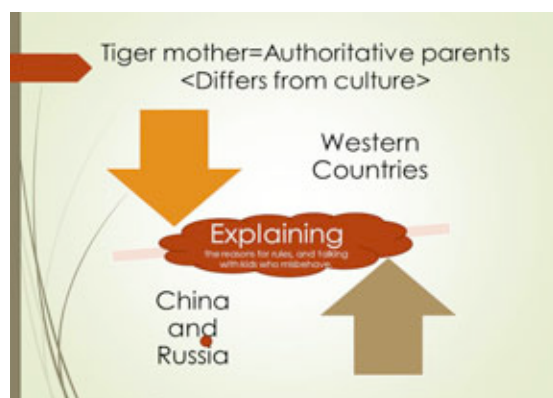 Tiger mother=Authoritative parents
<Differs from culture>
Western
Countries
Explaining
the reasons for rules, and talking
with kids who misbehave.
China
and
Russia